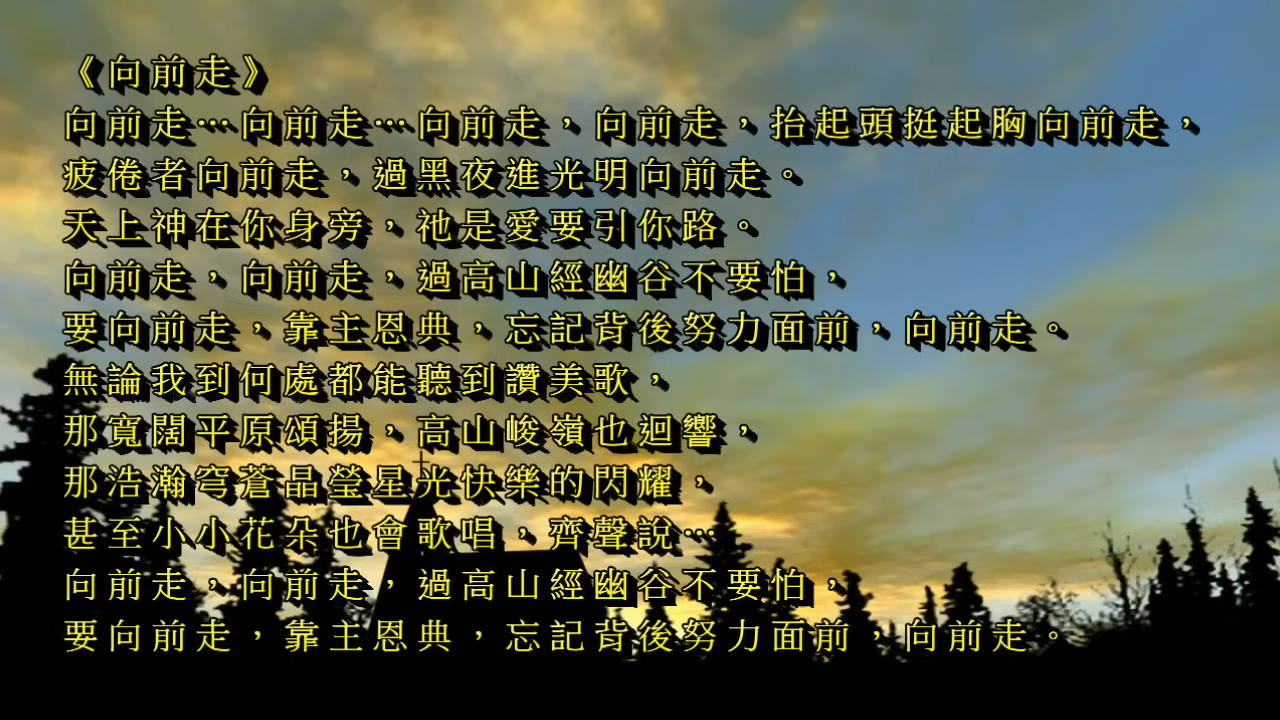 《向前走》
向前走…向前走…向前走，向前走，抬起頭挺起胸向前走，
疲倦者向前走，過黑夜進光明向前走。
天上神在你身旁，祂是愛要引你路。
向前走，向前走，過高山經幽谷不要怕，
要向前走，靠主恩典，忘記背後努力面前，向前走。
無論我到何處都能聽到讚美歌，
那寬闊平原頌揚，高山峻嶺也迴響，
那浩瀚穹蒼晶瑩星光快樂的閃耀，
甚至小小花朵也會歌唱，齊聲說…
向前走，向前走，過高山經幽谷不要怕，
要向前走，靠主恩典，忘記背後努力面前，向前走。